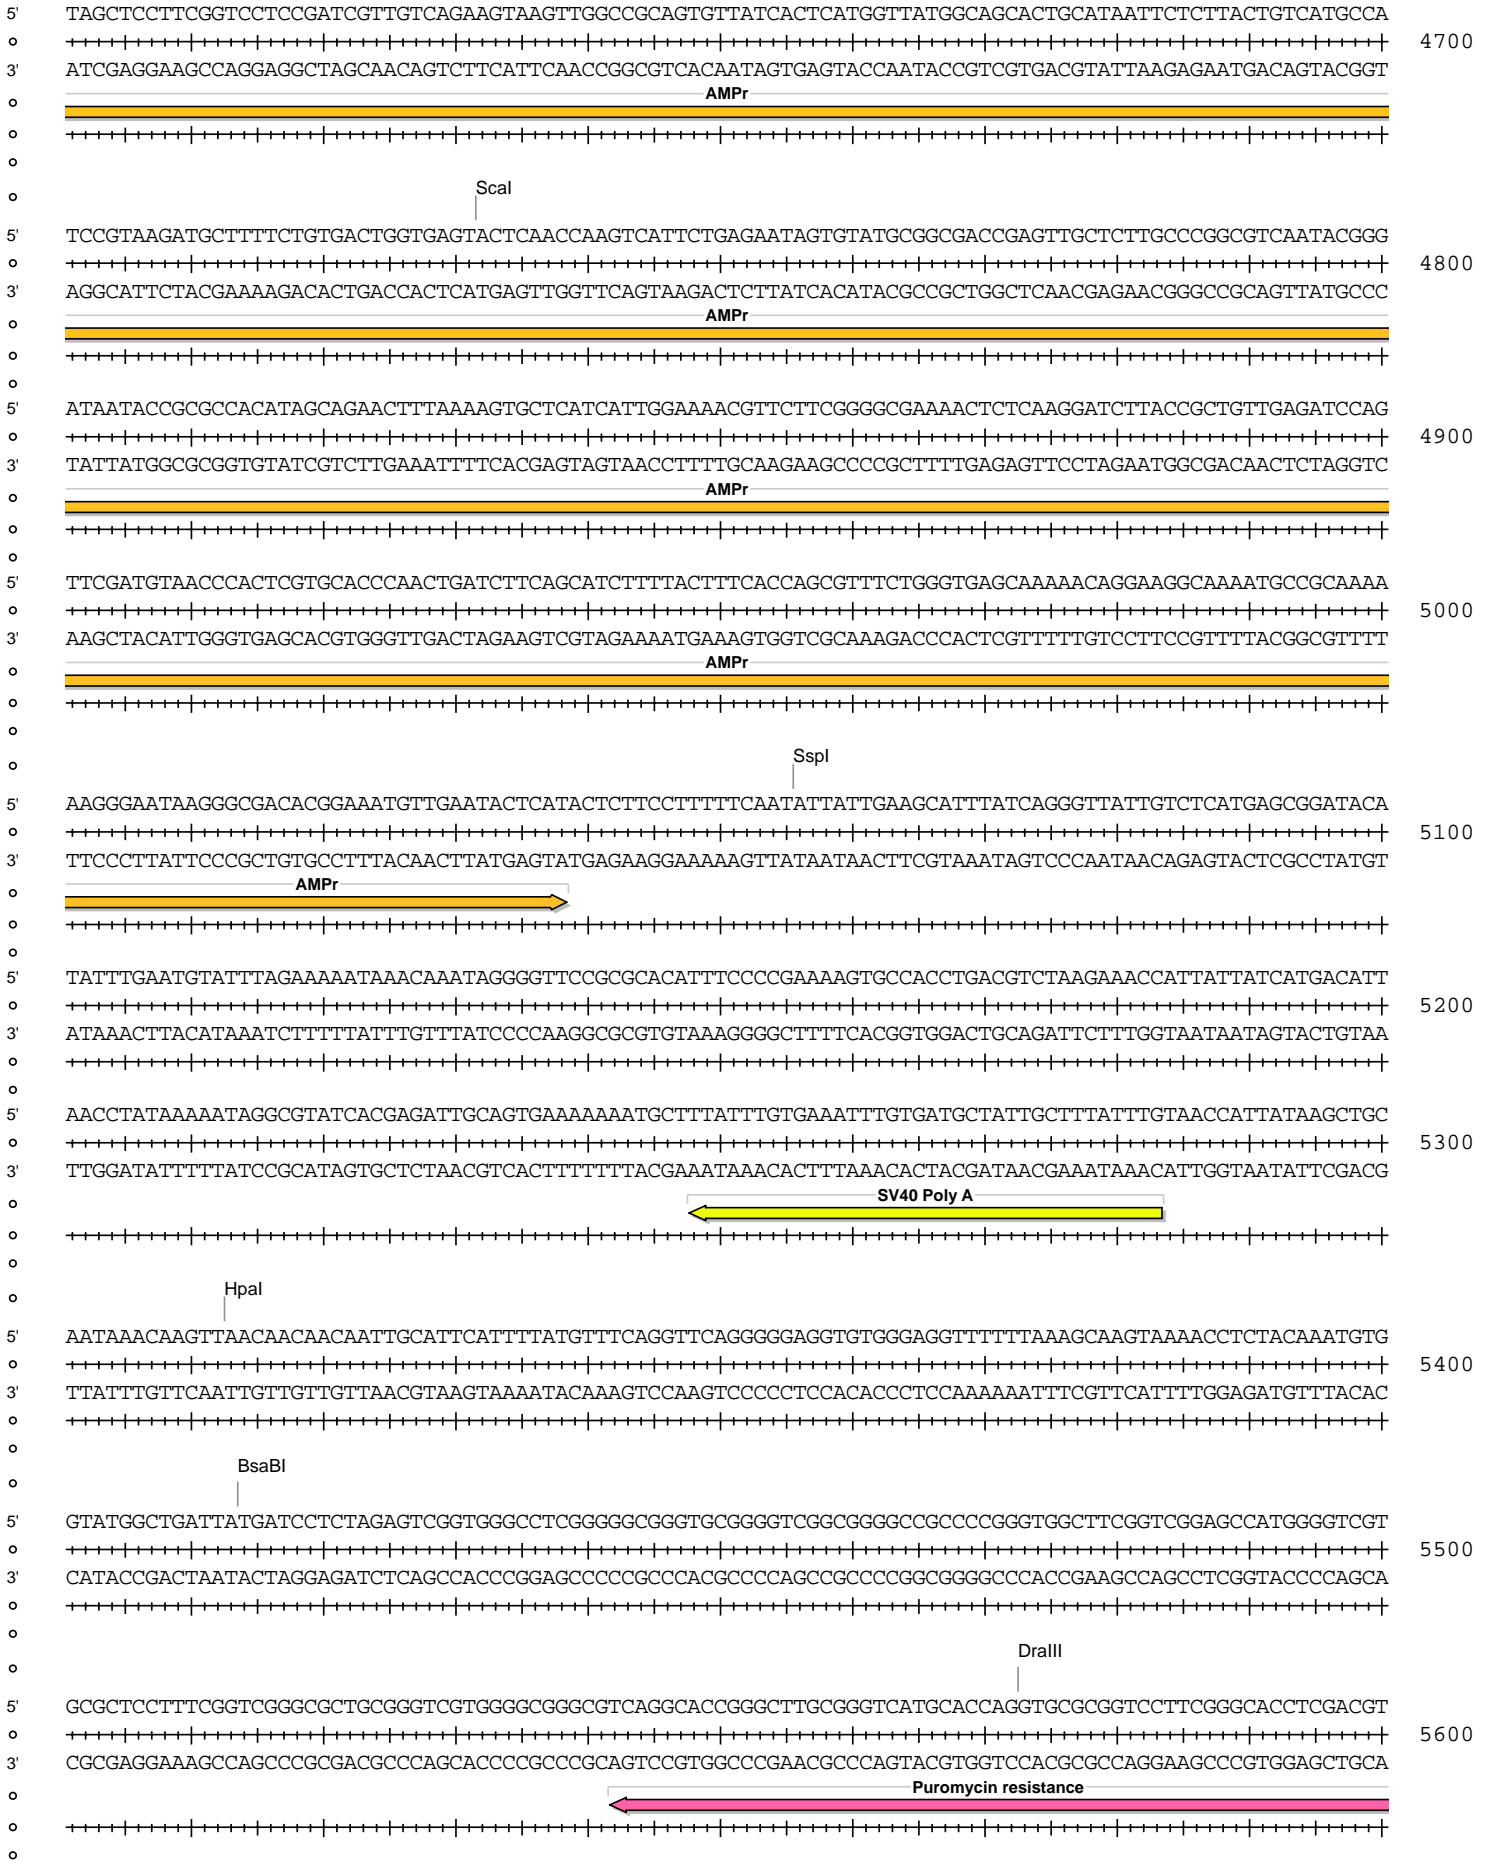 5' TAGCTCCTTCGGTCCTCCGATCGTTGTCAGAAGTAAGTTGGCCGCAGTGTTATCACTCATGGTTATGGCAGCACTGCATAATTCTCTTACTGTCATGCCA
4700
3' ATCGAGGAAGCCAGGAGGCTAGCAACAGTCTTCATTCAACCGGCGTCACAATAGTGAGTACCAATACCGTCGTGACGTATTAAGAGAATGACAGTACGGT
AMPr
ScaI
5' TCCGTAAGATGCTTTTCTGTGACTGGTGAGTACTCAACCAAGTCATTCTGAGAATAGTGTATGCGGCGACCGAGTTGCTCTTGCCCGGCGTCAATACGGG
4800
3' AGGCATTCTACGAAAAGACACTGACCACTCATGAGTTGGTTCAGTAAGACTCTTATCACATACGCCGCTGGCTCAACGAGAACGGGCCGCAGTTATGCCC
AMPr
5' ATAATACCGCGCCACATAGCAGAACTTTAAAAGTGCTCATCATTGGAAAACGTTCTTCGGGGCGAAAACTCTCAAGGATCTTACCGCTGTTGAGATCCAG
4900
3' TATTATGGCGCGGTGTATCGTCTTGAAATTTTCACGAGTAGTAACCTTTTGCAAGAAGCCCCGCTTTTGAGAGTTCCTAGAATGGCGACAACTCTAGGTC
AMPr
5' TTCGATGTAACCCACTCGTGCACCCAACTGATCTTCAGCATCTTTTACTTTCACCAGCGTTTCTGGGTGAGCAAAAACAGGAAGGCAAAATGCCGCAAAA
5000
3' AAGCTACATTGGGTGAGCACGTGGGTTGACTAGAAGTCGTAGAAAATGAAAGTGGTCGCAAAGACCCACTCGTTTTTGTCCTTCCGTTTTACGGCGTTTT
AMPr
SspI
5' AAGGGAATAAGGGCGACACGGAAATGTTGAATACTCATACTCTTCCTTTTTCAATATTATTGAAGCATTTATCAGGGTTATTGTCTCATGAGCGGATACA
5100
3' TTCCCTTATTCCCGCTGTGCCTTTACAACTTATGAGTATGAGAAGGAAAAAGTTATAATAACTTCGTAAATAGTCCCAATAACAGAGTACTCGCCTATGT
AMPr
5' TATTTGAATGTATTTAGAAAAATAAACAAATAGGGGTTCCGCGCACATTTCCCCGAAAAGTGCCACCTGACGTCTAAGAAACCATTATTATCATGACATT
5200
3' ATAAACTTACATAAATCTTTTTATTTGTTTATCCCCAAGGCGCGTGTAAAGGGGCTTTTCACGGTGGACTGCAGATTCTTTGGTAATAATAGTACTGTAA
5' AACCTATAAAAATAGGCGTATCACGAGATTGCAGTGAAAAAAATGCTTTATTTGTGAAATTTGTGATGCTATTGCTTTATTTGTAACCATTATAAGCTGC
5300
3' TTGGATATTTTTATCCGCATAGTGCTCTAACGTCACTTTTTTTACGAAATAAACACTTTAAACACTACGATAACGAAATAAACATTGGTAATATTCGACG
SV40 Poly A
HpaI
5' AATAAACAAGTTAACAACAACAATTGCATTCATTTTATGTTTCAGGTTCAGGGGGAGGTGTGGGAGGTTTTTTAAAGCAAGTAAAACCTCTACAAATGTG
5400
3' TTATTTGTTCAATTGTTGTTGTTAACGTAAGTAAAATACAAAGTCCAAGTCCCCCTCCACACCCTCCAAAAAATTTCGTTCATTTTGGAGATGTTTACAC
BsaBI
5' GTATGGCTGATTATGATCCTCTAGAGTCGGTGGGCCTCGGGGGCGGGTGCGGGGTCGGCGGGGCCGCCCCGGGTGGCTTCGGTCGGAGCCATGGGGTCGT
5500
3' CATACCGACTAATACTAGGAGATCTCAGCCACCCGGAGCCCCCGCCCACGCCCCAGCCGCCCCGGCGGGGCCCACCGAAGCCAGCCTCGGTACCCCAGCA
DraIII
5' GCGCTCCTTTCGGTCGGGCGCTGCGGGTCGTGGGGCGGGCGTCAGGCACCGGGCTTGCGGGTCATGCACCAGGTGCGCGGTCCTTCGGGCACCTCGACGT
5600
3' CGCGAGGAAAGCCAGCCCGCGACGCCCAGCACCCCGCCCGCAGTCCGTGGCCCGAACGCCCAGTACGTGGTCCACGCGCCAGGAAGCCCGTGGAGCTGCA
Puromycin resistance